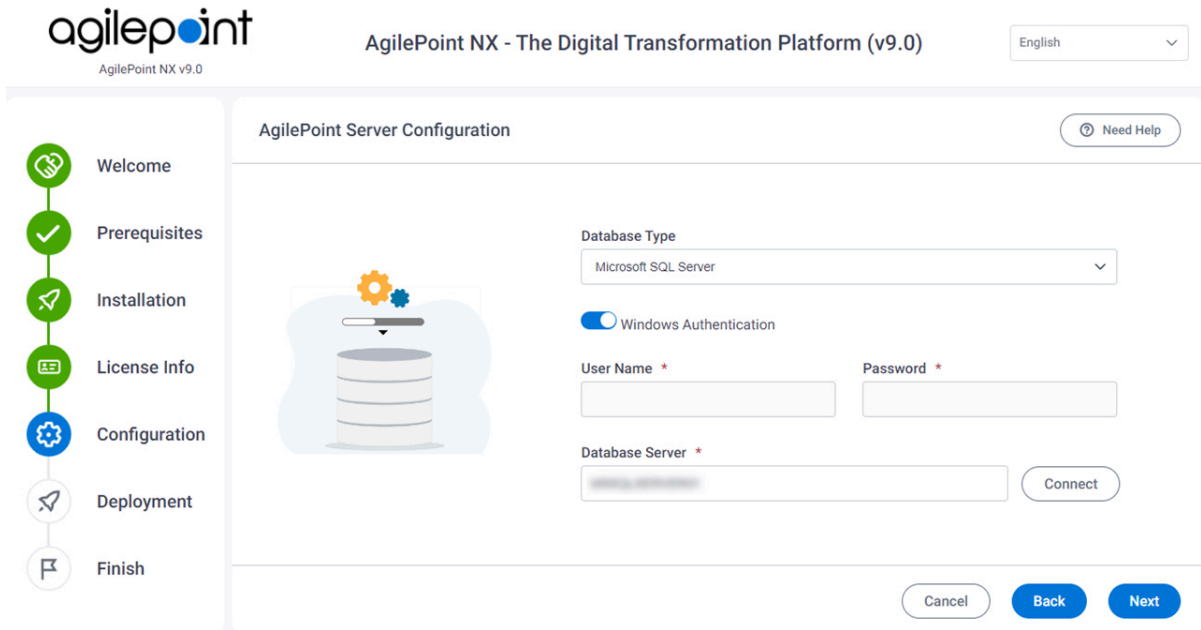 agilepoint
AgilePoint NX v9.0
AgilePoint NX - The Digital Transformation Platform (v9.0)
English
Welcome
Prerequisites
Installation
License Info
Configuration
Deployment
Finish
AgilePoint Server Configuration
Need Help
Database Type
Microsoft SQL Server
Windows Authentication
User Name * Password *
Database Server *
Connect
Cancel Back Next